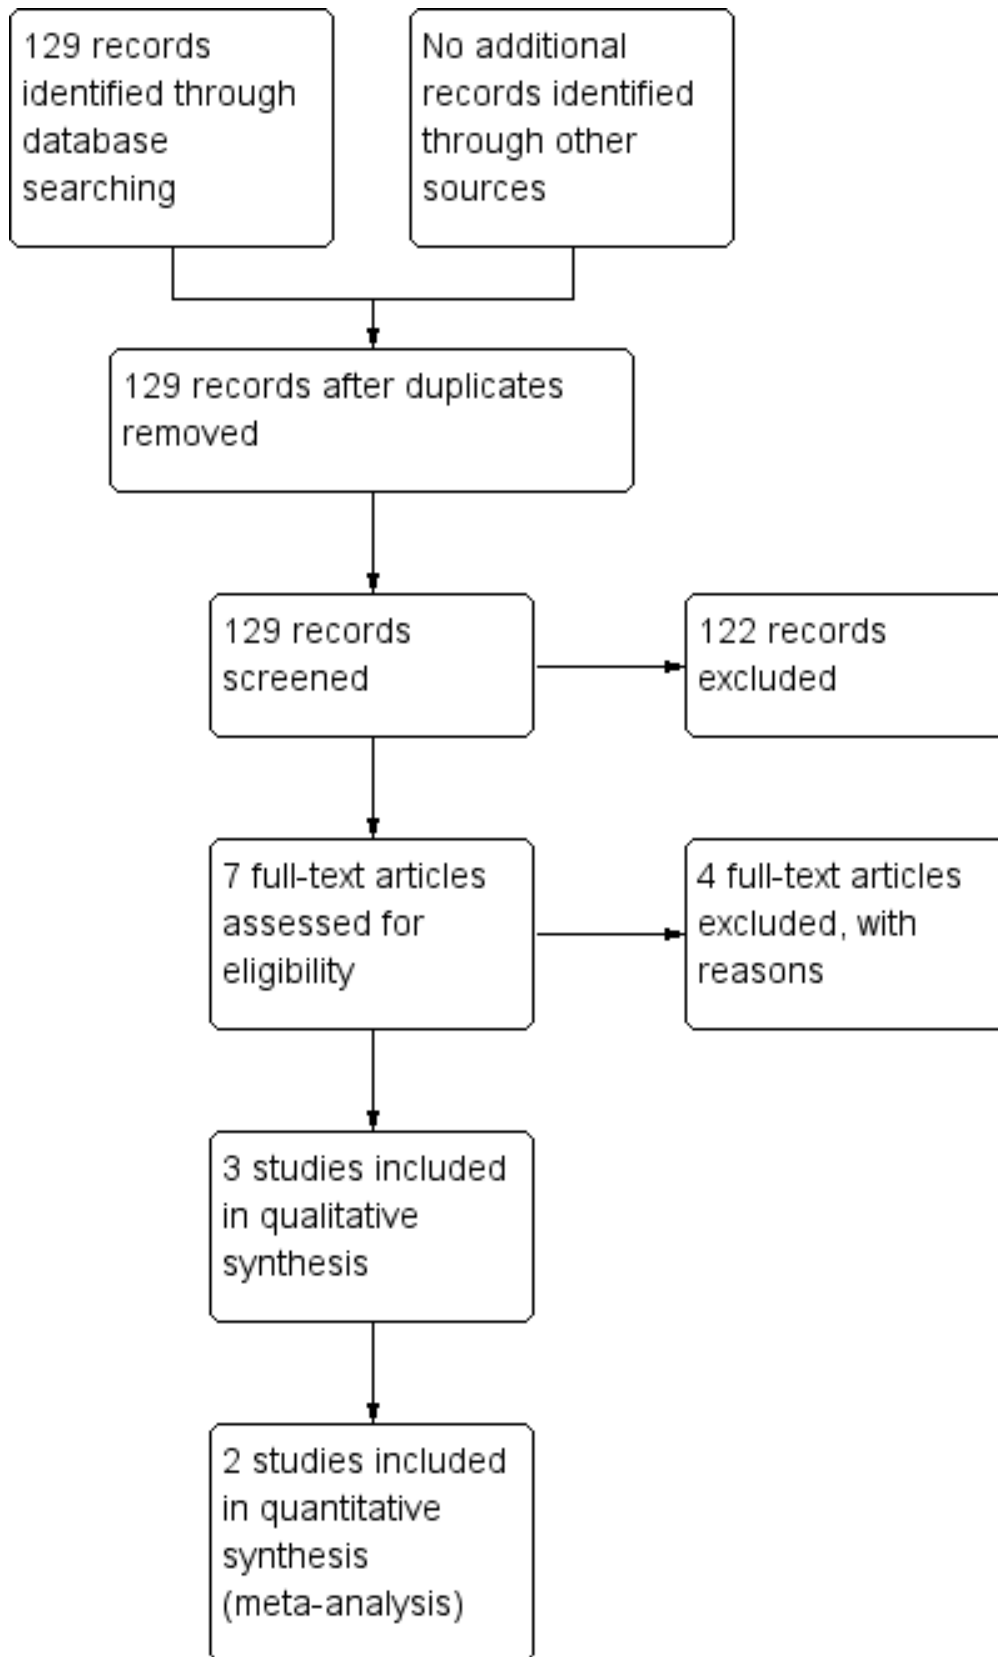 129 records
identified through
database
searching
No additional
records identified
through other
sources
129 records after duplicates
removed
129 records
screened
122 records
excluded
7 full-text articles
assessed for
eligibility
4 full-text articles
excluded, with
reasons
3 studies included
in qualitative
synthesis
2 studies included
in quantitative
synthesis
(meta-analysis)